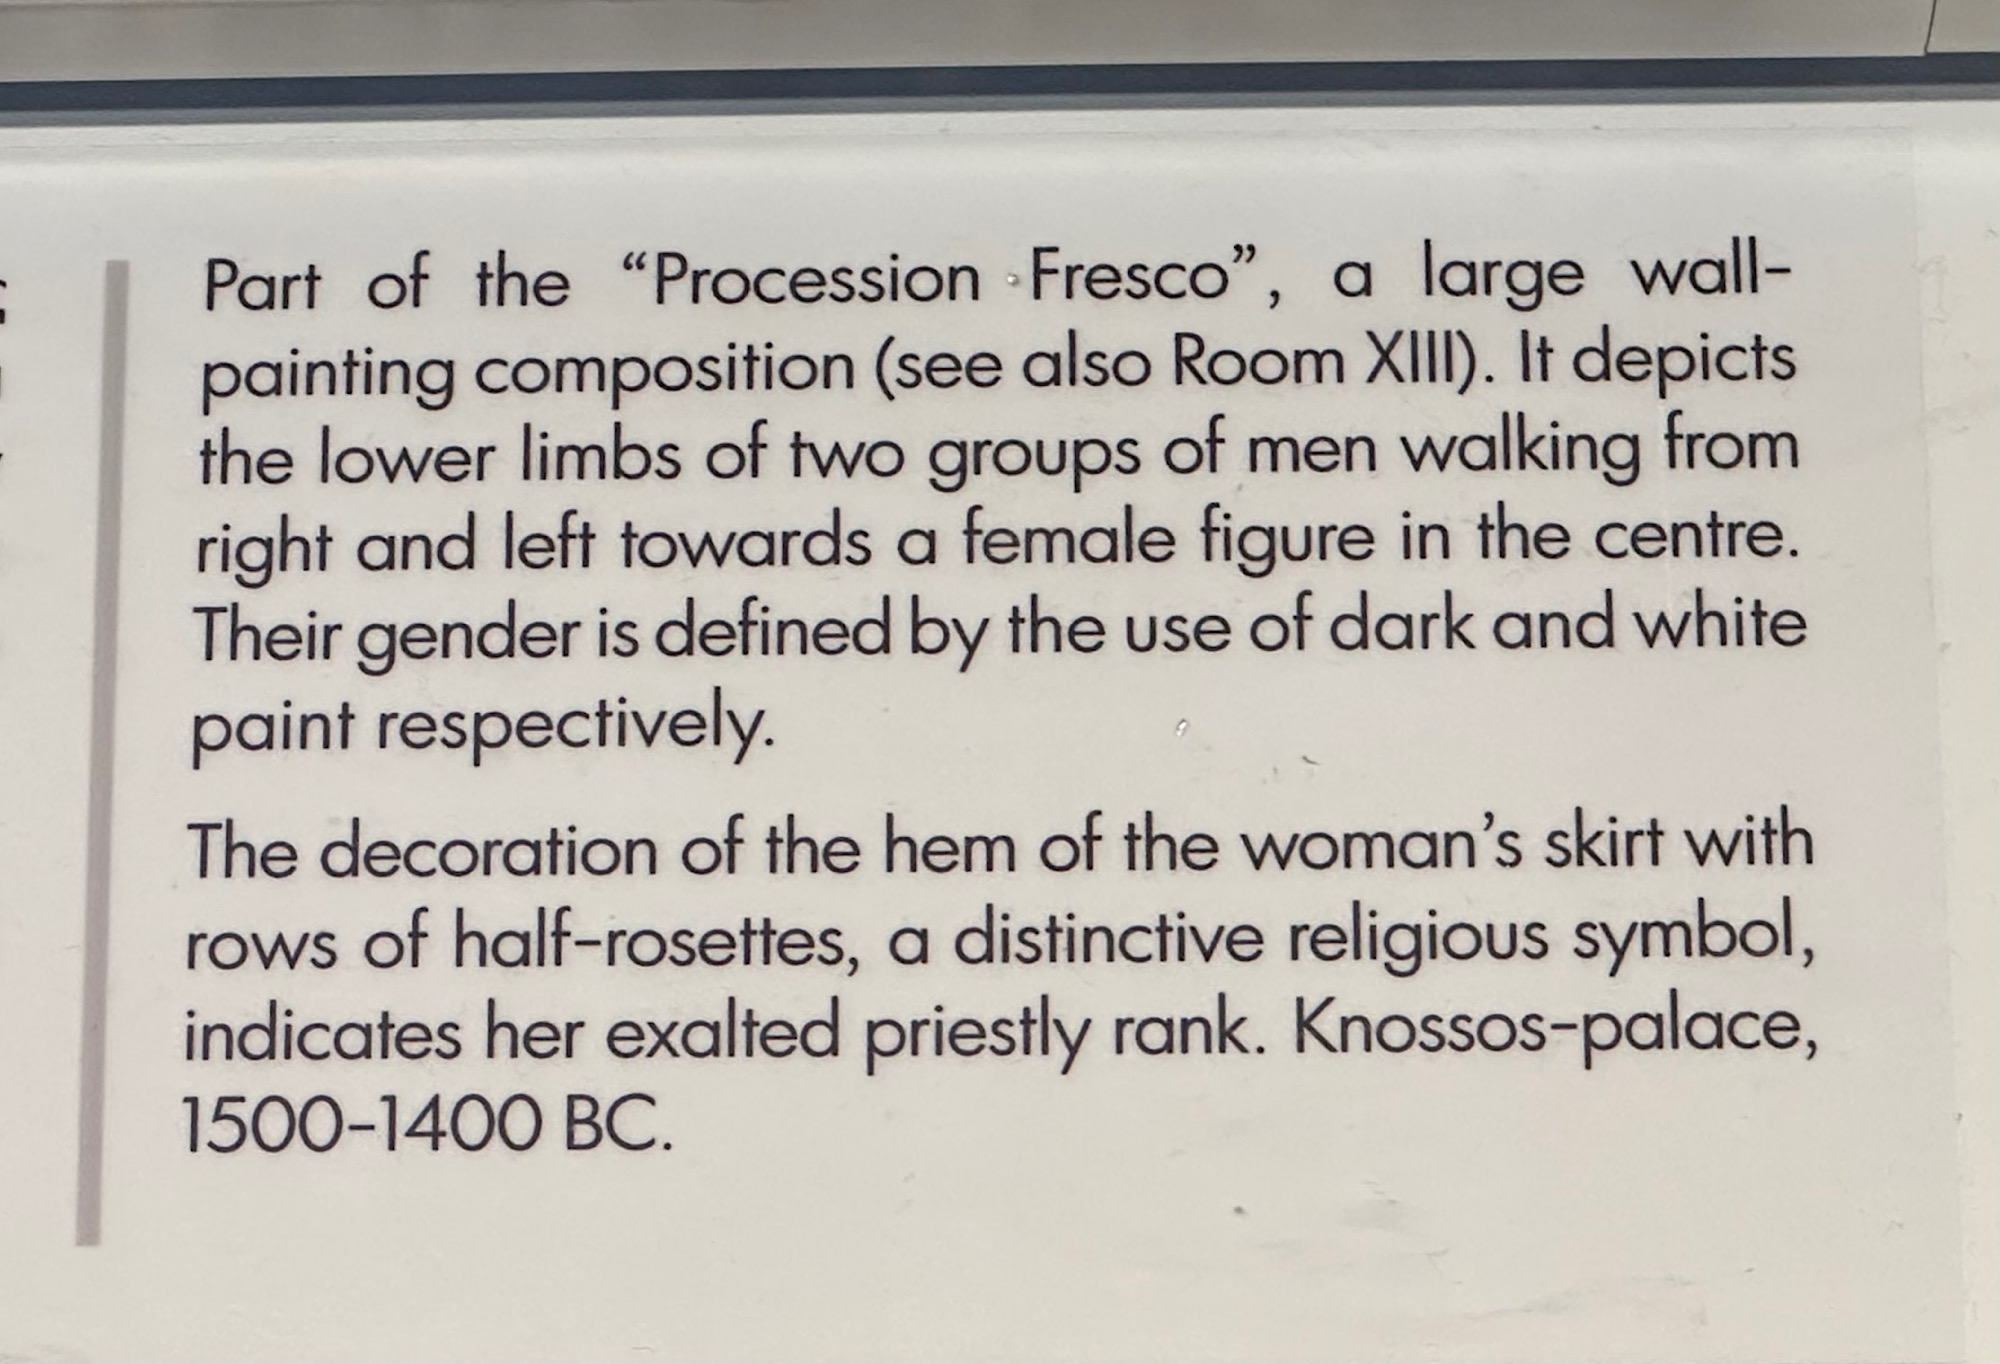 Part of the “Procession Fresco”, a large wall-
painting composition (see also Room XIII). It depicts
the lower limbs of two groups of men walking from
right and left towards a female figure in the centre.
Their gender is defined by the use of dark and white
paint respectively.
The decoration of the hem of the woman’s skirt with
rows of half-rosettes, a distinctive religious symbol,
indicates her exalted priestly rank. Knossos-palace,
1500-1400 BC.